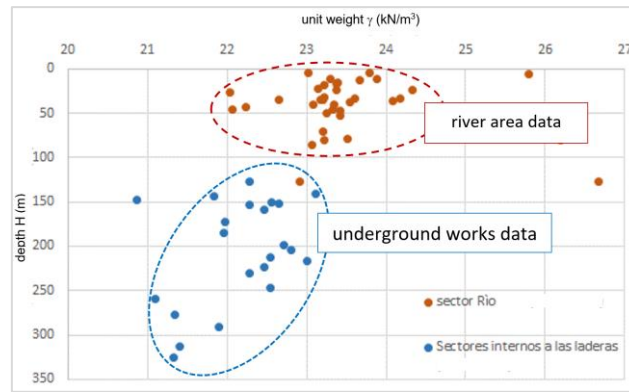 unit weight γ (kN/m³)
20 21 22 23 24 25 26 27
0
50
100
150
200
250
300
350
depth H (m)
river area data
underground works data
sector Rìo
Sectores internos a las laderas